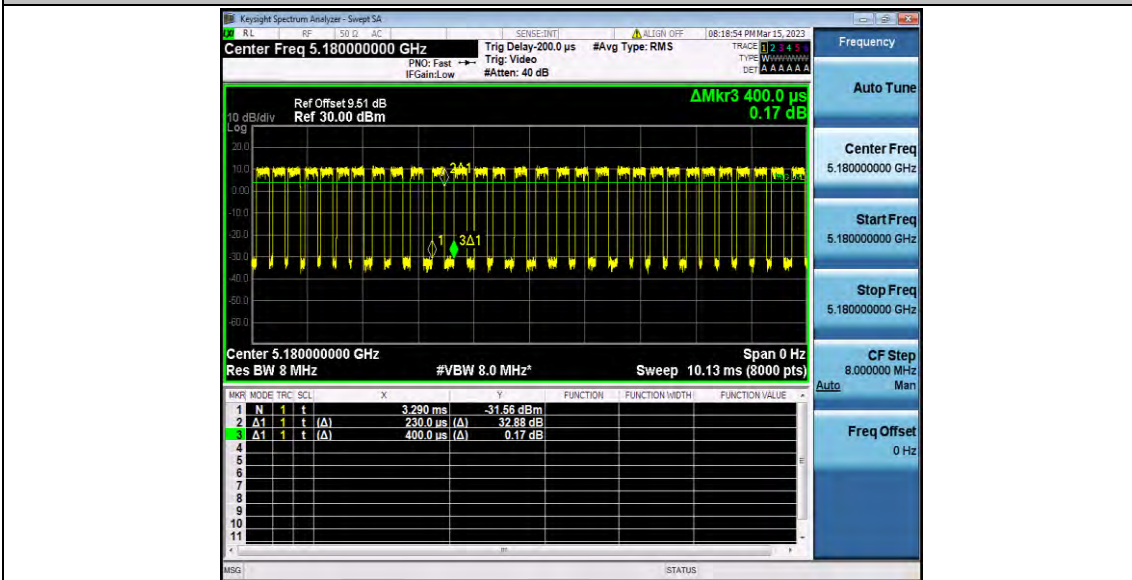 Keysight Spectrum Analyzer - Swept SA
RL RF 50 Ω AC SENSE:INT ALIGN OFF 08:18:54 PM Mar 15, 2023
Center Freq 5.180000000 GHz Trig Delay-200.0 µs #Avg Type: RMS TRACE 1 2 3 4 5 6
PNO: Fast Trig: Video TYPE WWWWWW
IFGain:Low #Atten: 40 dB DET A A A A A A
Frequency
Auto Tune
Center Freq
5.180000000 GHz
Start Freq
5.180000000 GHz
Stop Freq
5.180000000 GHz
CF Step
8.000000 MHz
Auto Man
Freq Offset
0 Hz
ΔMkr3 400.0 µs
0.17 dB
Ref Offset 9.51 dB
10 dB/div Ref 30.00 dBm
Log
20.0
10.0
0.00
-10.0
-20.0
-30.0
-40.0
-50.0
-60.0
2Δ1
1 3Δ1
Center 5.180000000 GHz Span 0 Hz
Res BW 8 MHz #VBW 8.0 MHz* Sweep 10.13 ms (8000 pts)
MKR MODE TRC SCL X Y FUNCTION FUNCTION WIDTH FUNCTION VALUE
1 N 1 t 3.290 ms -31.56 dBm
2 Δ1 1 t (Δ) 230.0 µs (Δ) 32.88 dB
3 Δ1 1 t (Δ) 400.0 µs (Δ) 0.17 dB
4
5
6
7
8
9
10
11
MSG STATUS